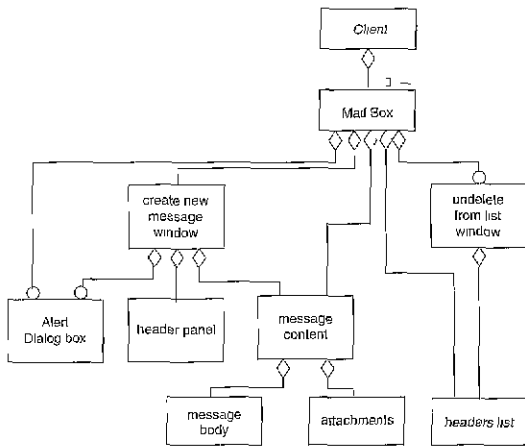 Client
Mail Box
create new
message
window
undelete
from list
window
Alert
Dialog box
header panel
message
content
message
body
attachments
headers list